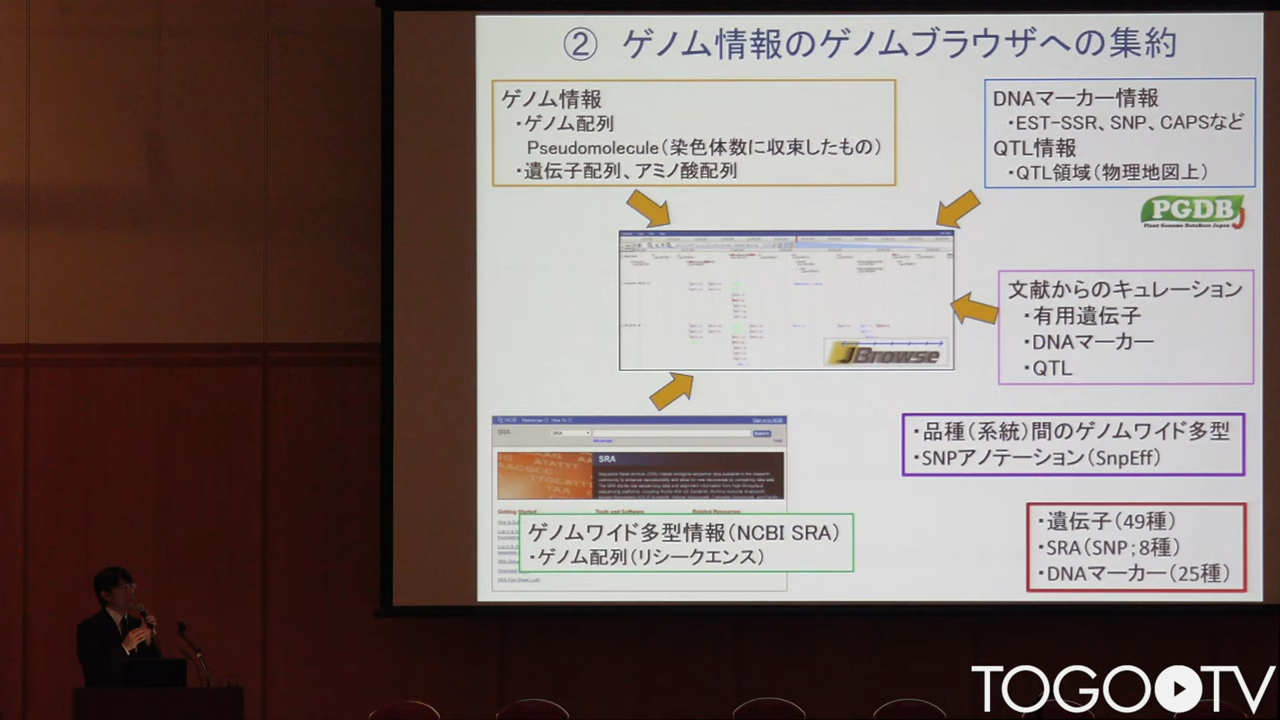 ② ゲノム情報のゲノムブラウザへの集約
ゲノム情報
・ゲノム配列
Pseudomolecule(染色体数に収束したもの)
・遺伝子配列、アミノ酸配列
DNAマーカー情報
・EST-SSR、SNP、CAPSなど
QTL情報
・QTL領域(物理地図上)
PGDBJ
Plant Genome DataBase Japan
JBrowse
文献からのキュレーション
・有用遺伝子
・DNAマーカー
・QTL
SRA
SRA
Getting Started
Tools and Software
Related Resources
ゲノムワイド多型情報(NCBI SRA)
・ゲノム配列(リシークエンス)
・品種(系統)間のゲノムワイド多型
・SNPアノテーション(SnpEff)
・遺伝子(49種)
・SRA(SNP;8種)
・DNAマーカー(25種)
TOGO TV